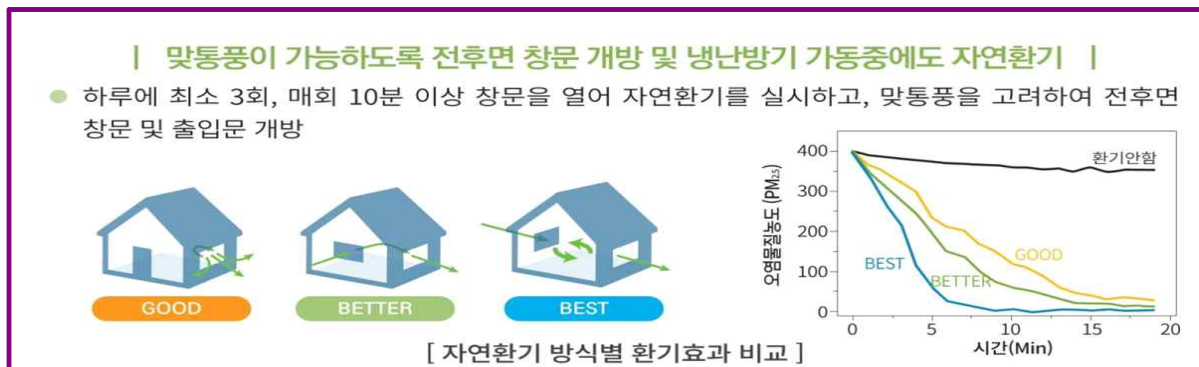 | 맞통풍이 가능하도록 전후면 창문 개방 및 냉난방기 가동중에도 자연환기 |
● 하루에 최소 3회, 매회 10분 이상 창문을 열어 자연환기를 실시하고, 맞통풍을 고려하여 전후면
창문 및 출입문 개방
GOOD
BETTER
BEST
[ 자연환기 방식별 환기효과 비교 ]
오염물질농도 (PM2.5)
400
300
200
100
0
환기안함
GOOD
BETTER
BEST
0 5 10 15 20
시간(Min)